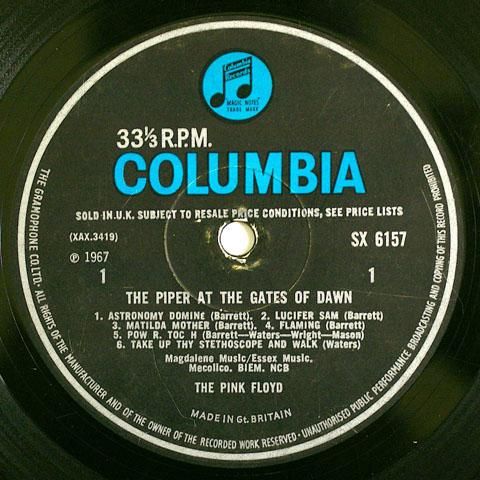 Columbia
Records
MAGIC NOTES
TRADE MARK
33⅓ R.P.M.
COLUMBIA
SOLD IN U.K. SUBJECT TO RESALE PRICE CONDITIONS, SEE PRICE LISTS
(XAX.3419)
SX 6157
℗ 1967
1
1
THE PIPER AT THE GATES OF DAWN
1. ASTRONOMY DOMINE (Barrett). 2. LUCIFER SAM (Barrett)
3. MATILDA MOTHER (Barrett). 4. FLAMING (Barrett)
5. POW R. TOC H (Barrett—Waters—Wright—Mason)
6. TAKE UP THY STETHOSCOPE AND WALK (Waters)
Magdalene Music/Essex Music,
Mecolico, BIEM, NCB
THE PINK FLOYD
MADE IN Gt. BRITAIN
THE GRAMOPHONE CO. LTD. ALL RIGHTS OF THE MANUFACTURER AND OF THE OWNER OF THE RECORDED WORK RESERVED · UNAUTHORISED PUBLIC PERFORMANCE BROADCASTING AND COPYING OF THIS RECORD PROHIBITED